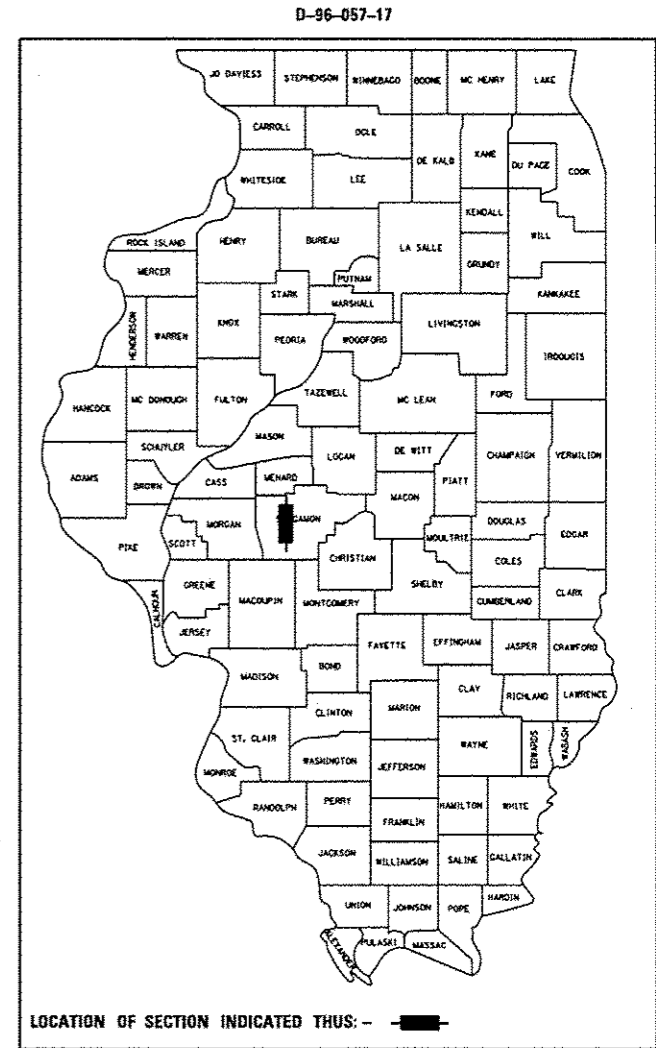 D-96-057-17
JO DAVIESS STEPHENSON WINNEBAGO BOONE MC HENRY LAKE
CARROLL OGLE DE KALB KANE DU PAGE COOK
WHITESIDE LEE
KENDALL WILL
ROCK ISLAND HENRY BUREAU LA SALLE GRUNDY
MERCER PUTNAM KANKAKEE
STARK MARSHALL
HENDERSON WARREN KNOX PEORIA WOODFORD LIVINGSTON IROQUOIS
HANCOCK MC DONOUGH FULTON TAZEWELL MC LEAN FORD
MASON
SCHUYLER LOGAN DE WITT CHAMPAIGN VERMILION
ADAMS BROWN CASS MENARD PIATT
MACON
PIKE SCOTT MORGAN GAMON MOULTRIE DOUGLAS EDGAR
CHRISTIAN COLES
GREENE SHELBY
CALHOUN MACOUPIN MONTGOMERY CUMBERLAND CLARK
JERSEY
FAYETTE EFFINGHAM JASPER CRAWFORD
MADISON BOND
CLAY RICHLAND LAWRENCE
CLINTON MARION
ST. CLAIR WAYNE EDWARDS WABASH
MONROE WASHINGTON JEFFERSON
RANDOLPH PERRY HAMILTON WHITE
FRANKLIN
JACKSON WILLIAMSON SALINE GALLATIN
UNION JOHNSON POPE HARDIN
ALEXANDER PULASKI MASSAC
LOCATION OF SECTION INDICATED THUS: -